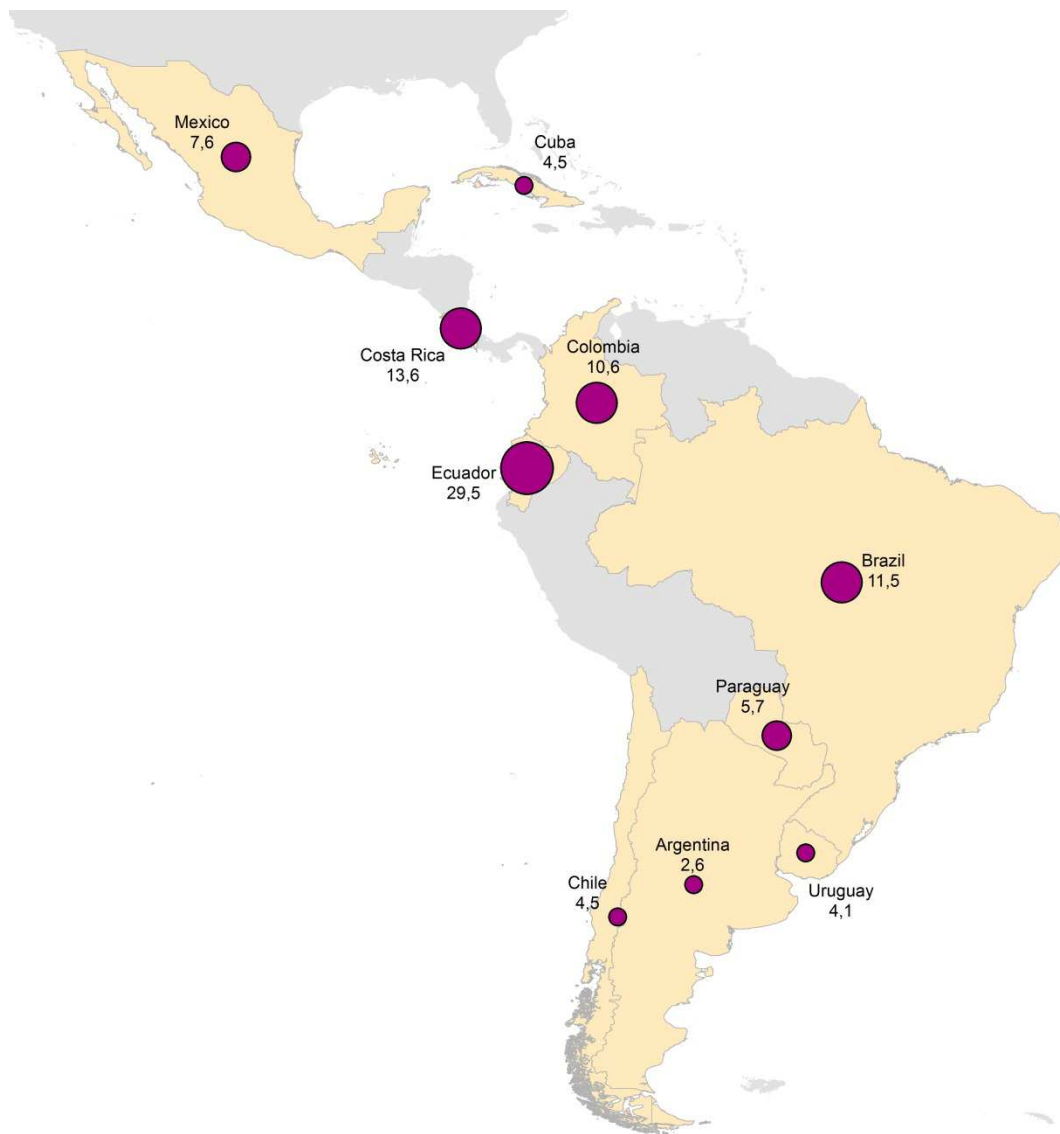 Mexico
7,6
Cuba
4,5
Costa Rica
13,6
Colombia
10,6
Ecuador
29,5
Brazil
11,5
Paraguay
5,7
Argentina
2,6
Chile
4,5
Uruguay
4,1